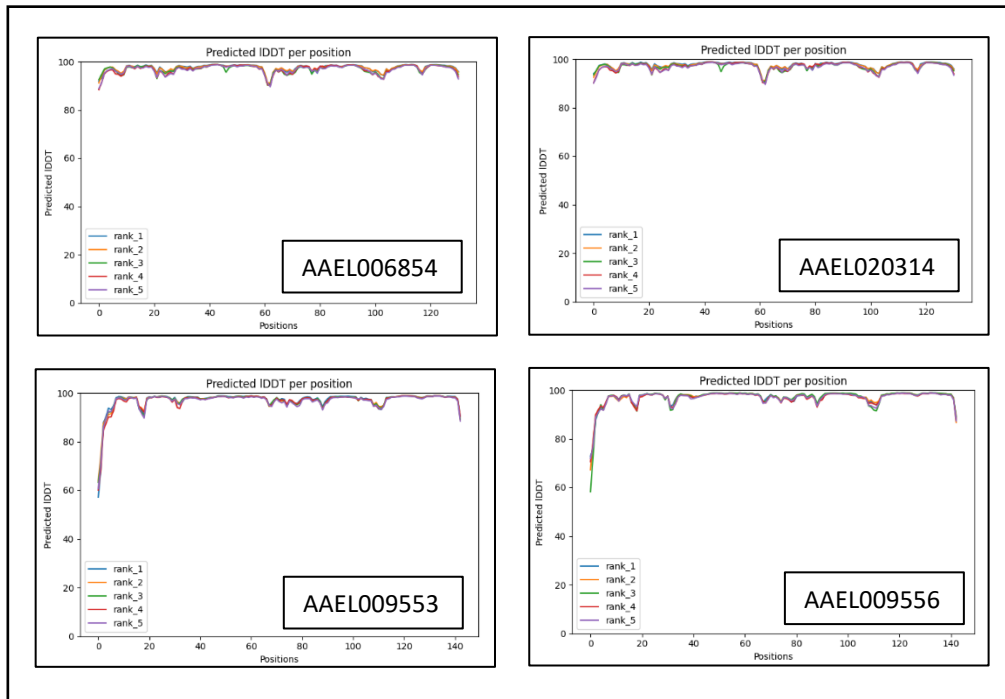 Predicted lDDT per position
100
80
60
40
20
0
Predicted lDDT
rank_1
rank_2
rank_3
rank_4
rank_5
AAEL006854
0 20 40 60 80 100 120
Positions
Predicted lDDT per position
100
80
60
40
20
0
Predicted lDDT
rank_1
rank_2
rank_3
rank_4
rank_5
AAEL020314
0 20 40 60 80 100 120
Positions
Predicted lDDT per position
100
80
60
40
20
0
Predicted lDDT
rank_1
rank_2
rank_3
rank_4
rank_5
AAEL009553
0 20 40 60 80 100 120 140
Positions
Predicted lDDT per position
100
80
60
40
20
0
Predicted lDDT
rank_1
rank_2
rank_3
rank_4
rank_5
AAEL009556
0 20 40 60 80 100 120 140
Positions